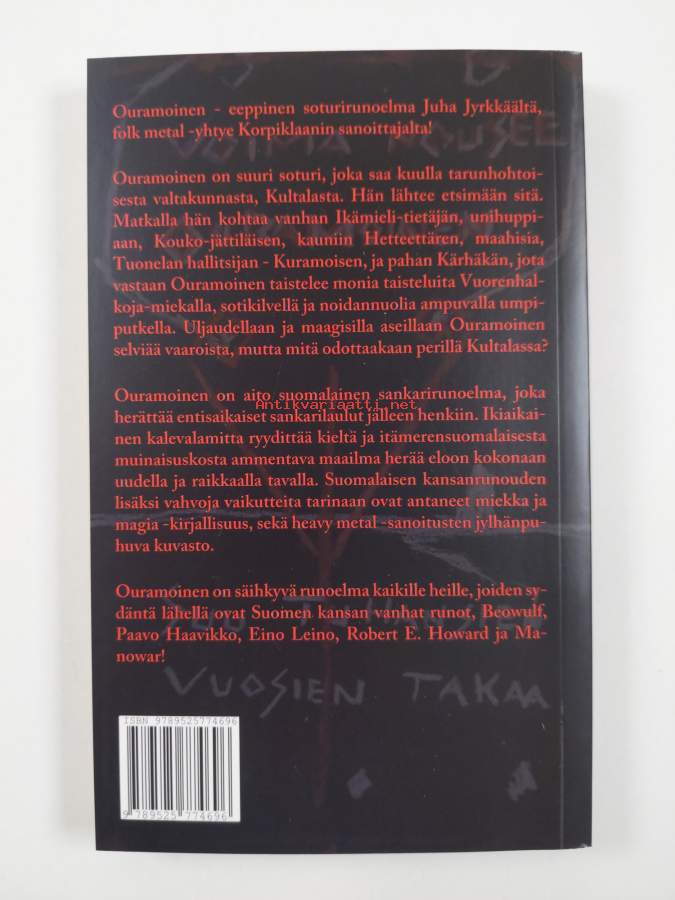 Ouramoinen - eeppinen soturirunoelma Juha Jyrkkäältä,
folk metal -yhtye Korpiklaanin sanoittajalta!
VOIMA NOUSEE
Ouramoinen on suuri soturi, joka saa kuulla tarunhohtoi-
sesta valtakunnasta, Kultalasta. Hän lähtee etsimään sitä.
Matkalla hän kohtaa vanhan Ikämieli-tietäjän, unihuppi-
aan, Kouko-jättiläisen, kauniin Hetteettären, maahisia,
Tuonelan hallitsijan - Kuramoisen, ja pahan Kärhäkän, jota
vastaan Ouramoinen taistelee monia taisteluita Vuorenhal-
koja-miekalla, sotikilvellä ja noidannuolia ampuvalla umpi-
putkella. Uljaudellaan ja maagisilla aseillaan Ouramoinen
selviää vaaroista, mutta mitä odottaakaan perillä Kultalassa?
Ouramoinen on aito suomalainen sankarirunoelma, joka
herättää entisaikaiset sankarilaulut jälleen henkiin. Ikiaikai-
Antikvariaatti.net
nen kalevalamitta ryydittää kieltä ja itämerensuomalaisesta
muinaisuskosta ammentava maailma herää eloon kokonaan
uudella ja raikkaalla tavalla. Suomalaisen kansanrunouden
lisäksi vahvoja vaikutteita tarinaan ovat antaneet miekka ja
magia -kirjallisuus, sekä heavy metal -sanoitusten jylhänpu-
huva kuvasto.
Ouramoinen on säihkyvä runoelma kaikille heille, joiden sy-
däntä lähellä ovat Suomen kansan vanhat runot, Beowulf,
Paavo Haavikko, Eino Leino, Robert E. Howard ja Ma-
nowar!
VUOSIEN TAKAA
ISBN 9789525774696
9 789525 774696